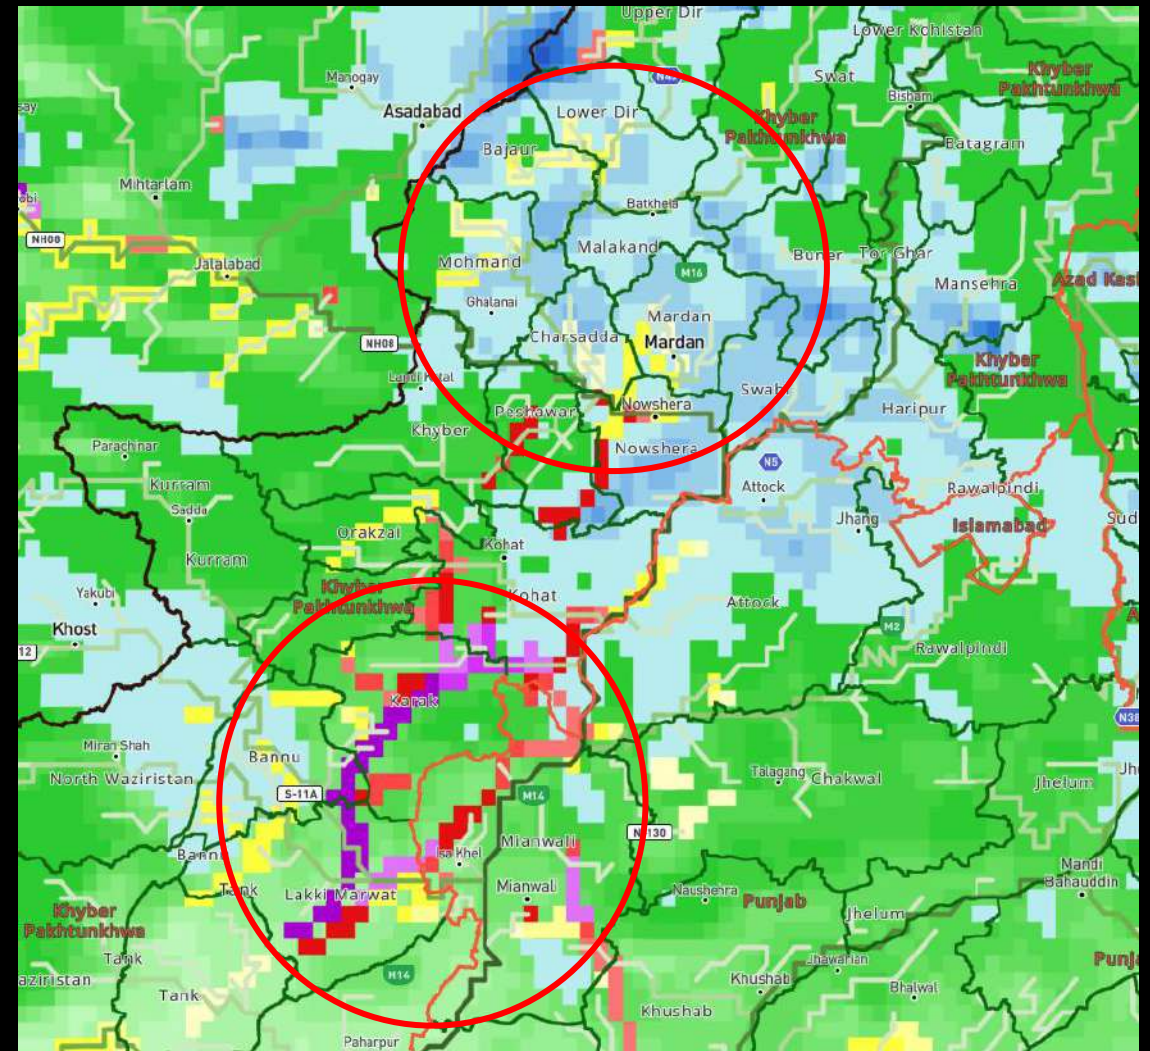 Upper Dir
Lower Kohistan
Khyber
Pakhtunkhwa
Manogay
Swat
Bisham
Asadabad
Lower Dir
Khyber
Pakhtunkhwa
Batagram
Bajaur
Mihtarlam
Batkhela
NH08
Malakand
Buner
Tor Ghar
Jalalabad
Mohmand
M16
Mansehra
Azad Kas
Ghalanai
Mardan
Charsadda
Mardan
NH08
Khyber
Pakhtunkhwa
Landi Kotal
Swabi
Peshawar
Nowshera
Haripur
Khyber
Parachinar
Nowshera
N5
Kurram
Attock
Rawalpindi
Sadda
Jhang
Islamabad
Sud
Orakzai
Kohat
Kurram
Khyber
Pakhtunkhwa
Yakubi
Kohat
Attock
Khost
M2
12
Rawalpindi
Karak
N38
Miran Shah
Bannu
North Waziristan
Talagang
Chakwal
Jhelum
S-11A
M14
Mianwali
N130
Bannu
Isa Khel
Mandi
Bahauddin
Tank
Lakki Marwat
Mianwali
Naushehra
Punjab
Khyber
Pakhtunkhwa
Jhelum
Tank
Jhawarian
M14
Khushab
Tank
Bhalwal
Khushab
Paharpur